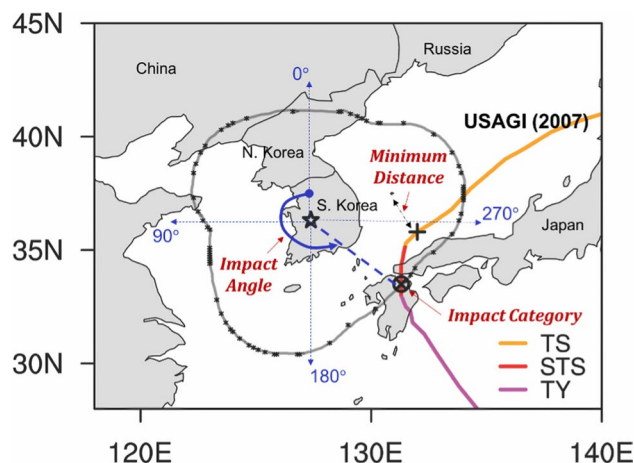 45N
Russia
China
0°
40N
USAGI (2007)
N. Korea
Minimum
Distance
S. Korea
270°
90°
Japan
35N
Impact
Angle
Impact Category
30N
180°
TS
STS
TY
120E
130E
140E